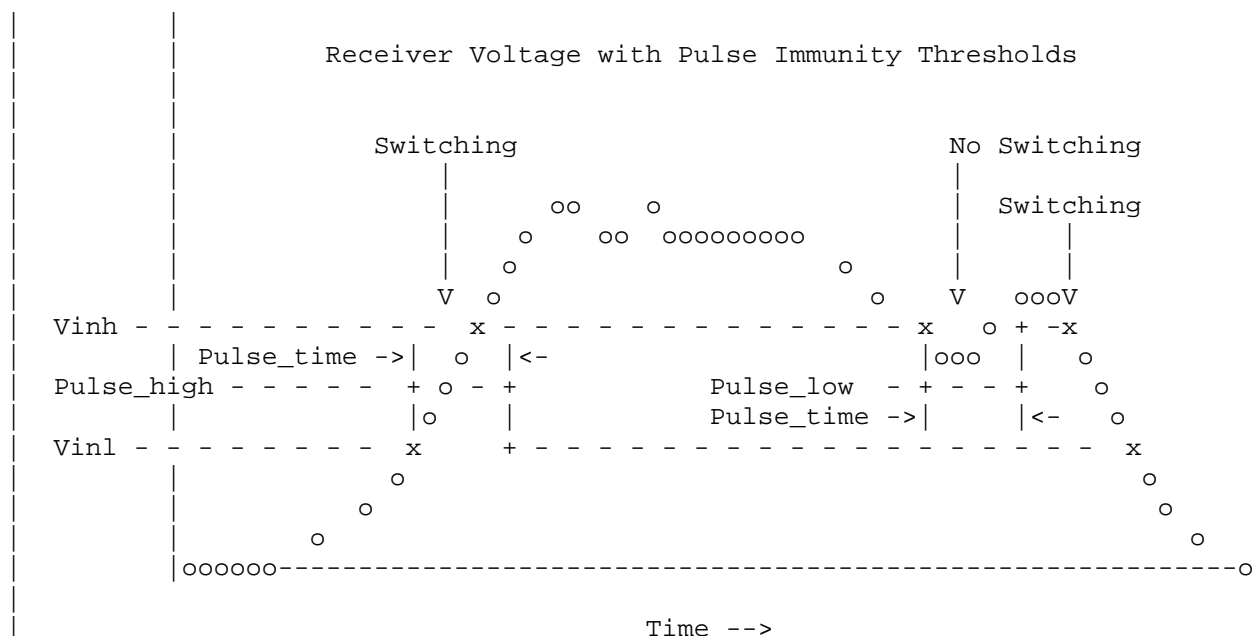 Receiver Voltage with Pulse Immunity Thresholds
Switching No Switching
Switching
Vinh
Pulse_time ->| |<-
Pulse_high Pulse_low
Pulse_time ->| |<-
Vinl
Time -->